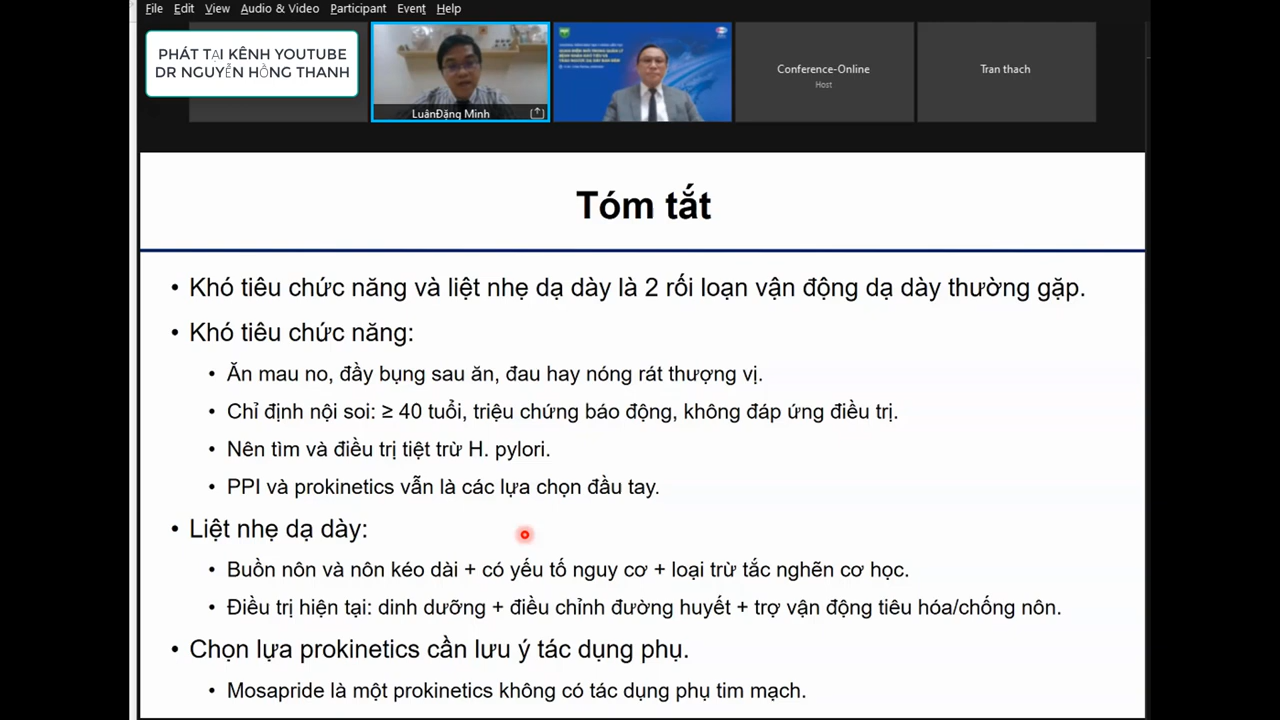 File Edit View Audio & Video Participant Event Help
PHÁT TẠI KÊNH YOUTUBE
DR NGUYỄN HỒNG THANH
LuânĐặng Minh
Conference-Online
Host
Tran thach
Tóm tắt
• Khó tiêu chức năng và liệt nhẹ dạ dày là 2 rối loạn vận động dạ dày thường gặp.
• Khó tiêu chức năng:
• Ăn mau no, đầy bụng sau ăn, đau hay nóng rát thượng vị.
• Chỉ định nội soi: ≥ 40 tuổi, triệu chứng báo động, không đáp ứng điều trị.
• Nên tìm và điều trị tiệt trừ H. pylori.
• PPI và prokinetics vẫn là các lựa chọn đầu tay.
• Liệt nhẹ dạ dày:
• Buồn nôn và nôn kéo dài + có yếu tố nguy cơ + loại trừ tắc nghẽn cơ học.
• Điều trị hiện tại: dinh dưỡng + điều chỉnh đường huyết + trợ vận động tiêu hóa/chống nôn.
• Chọn lựa prokinetics cần lưu ý tác dụng phụ.
• Mosapride là một prokinetics không có tác dụng phụ tim mạch.